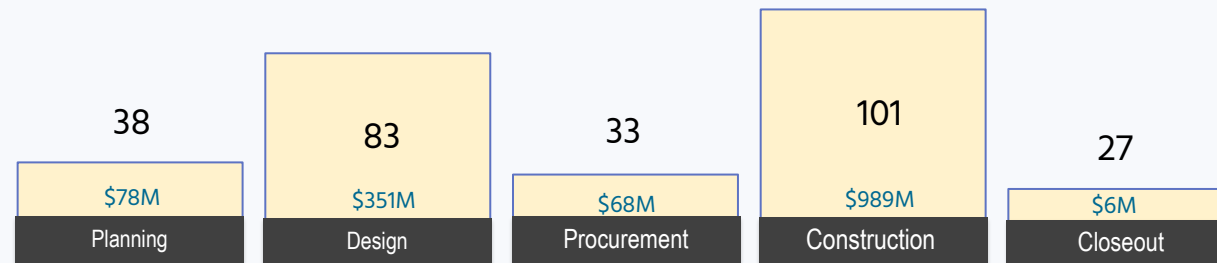 38
83
33
101
27
$78M
$351M
$68M
$989M
$6M
Planning
Design
Procurement
Construction
Closeout